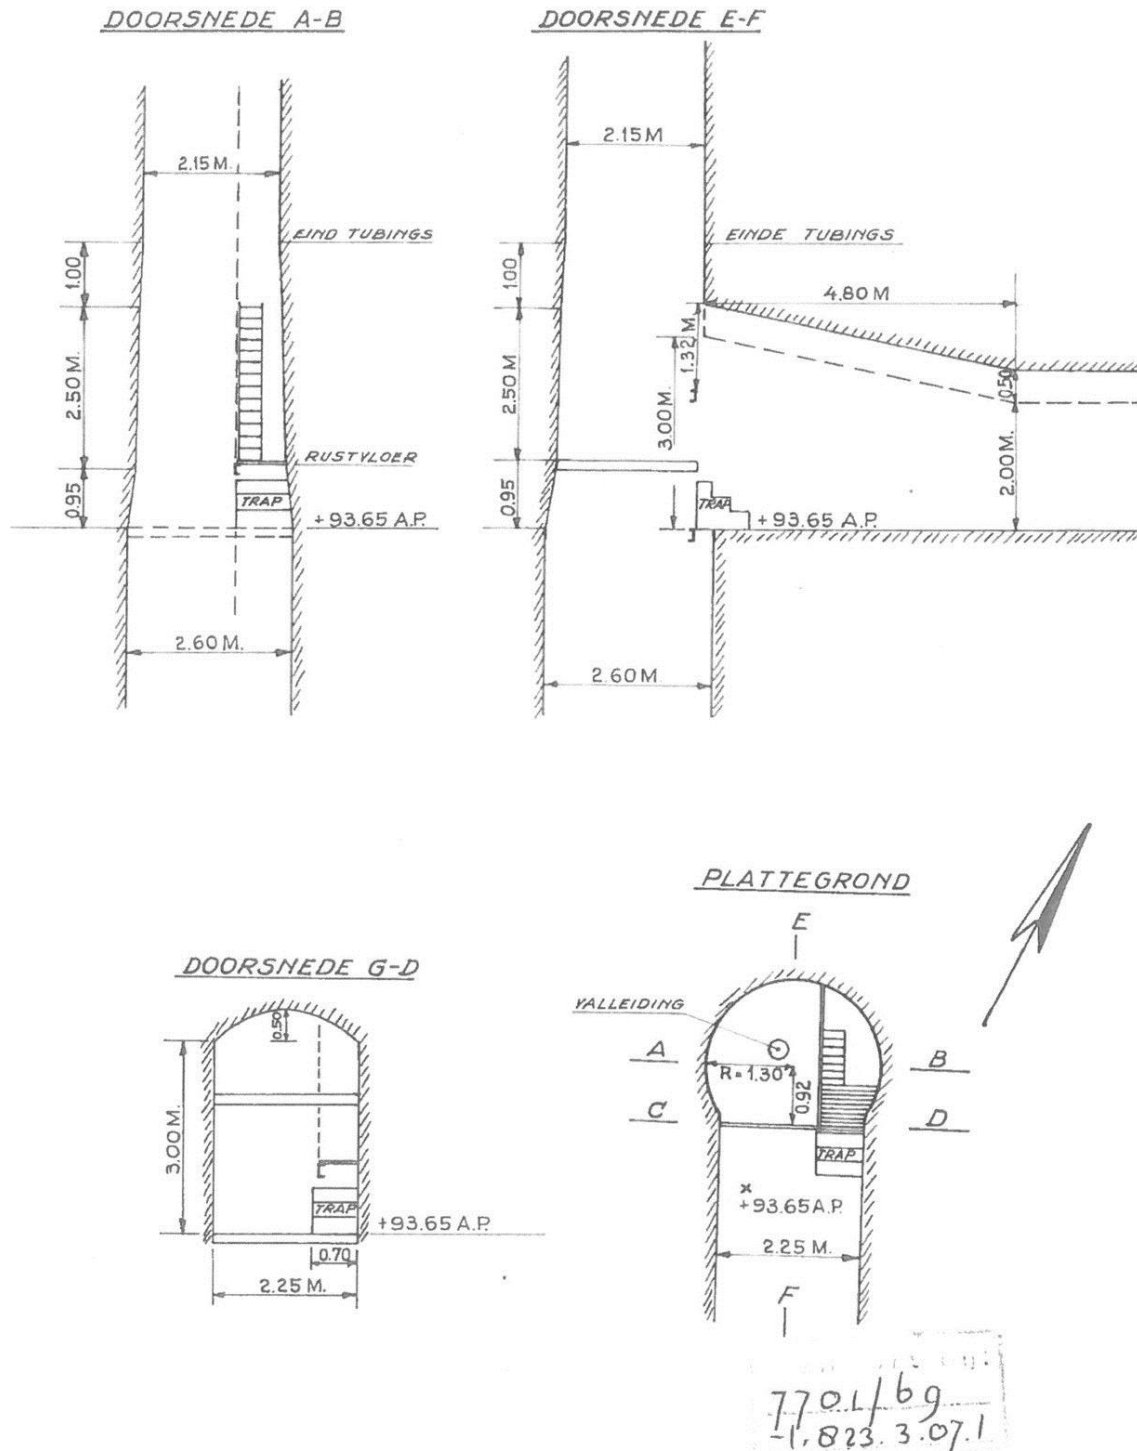 DOORSNEDE A-B
2.15 M.
EIND TUBINGS
1.00
2.50 M.
RUSTVLOER
0.95
TRAP
+93.65 A.P.
2.60 M.
DOORSNEDE E-F
2.15 M
EINDE TUBINGS
1.00
4.80 M
1.32 M.
2.50 M
3.00 M.
0.50
2.00 M.
0.95
TRAP
+93.65 A.P.
2.60 M.
DOORSNEDE G-D
0.50
3.00 M.
TRAP
+93.65 A.P.
0.70
2.25 M.
PLATTEGROND
E
VALLEIDING
A
B
R=1.30
0.92
C
D
TRAP
x
+93.65 A.P.
2.25 M.
F
7701/69
-1.823.3.07.1